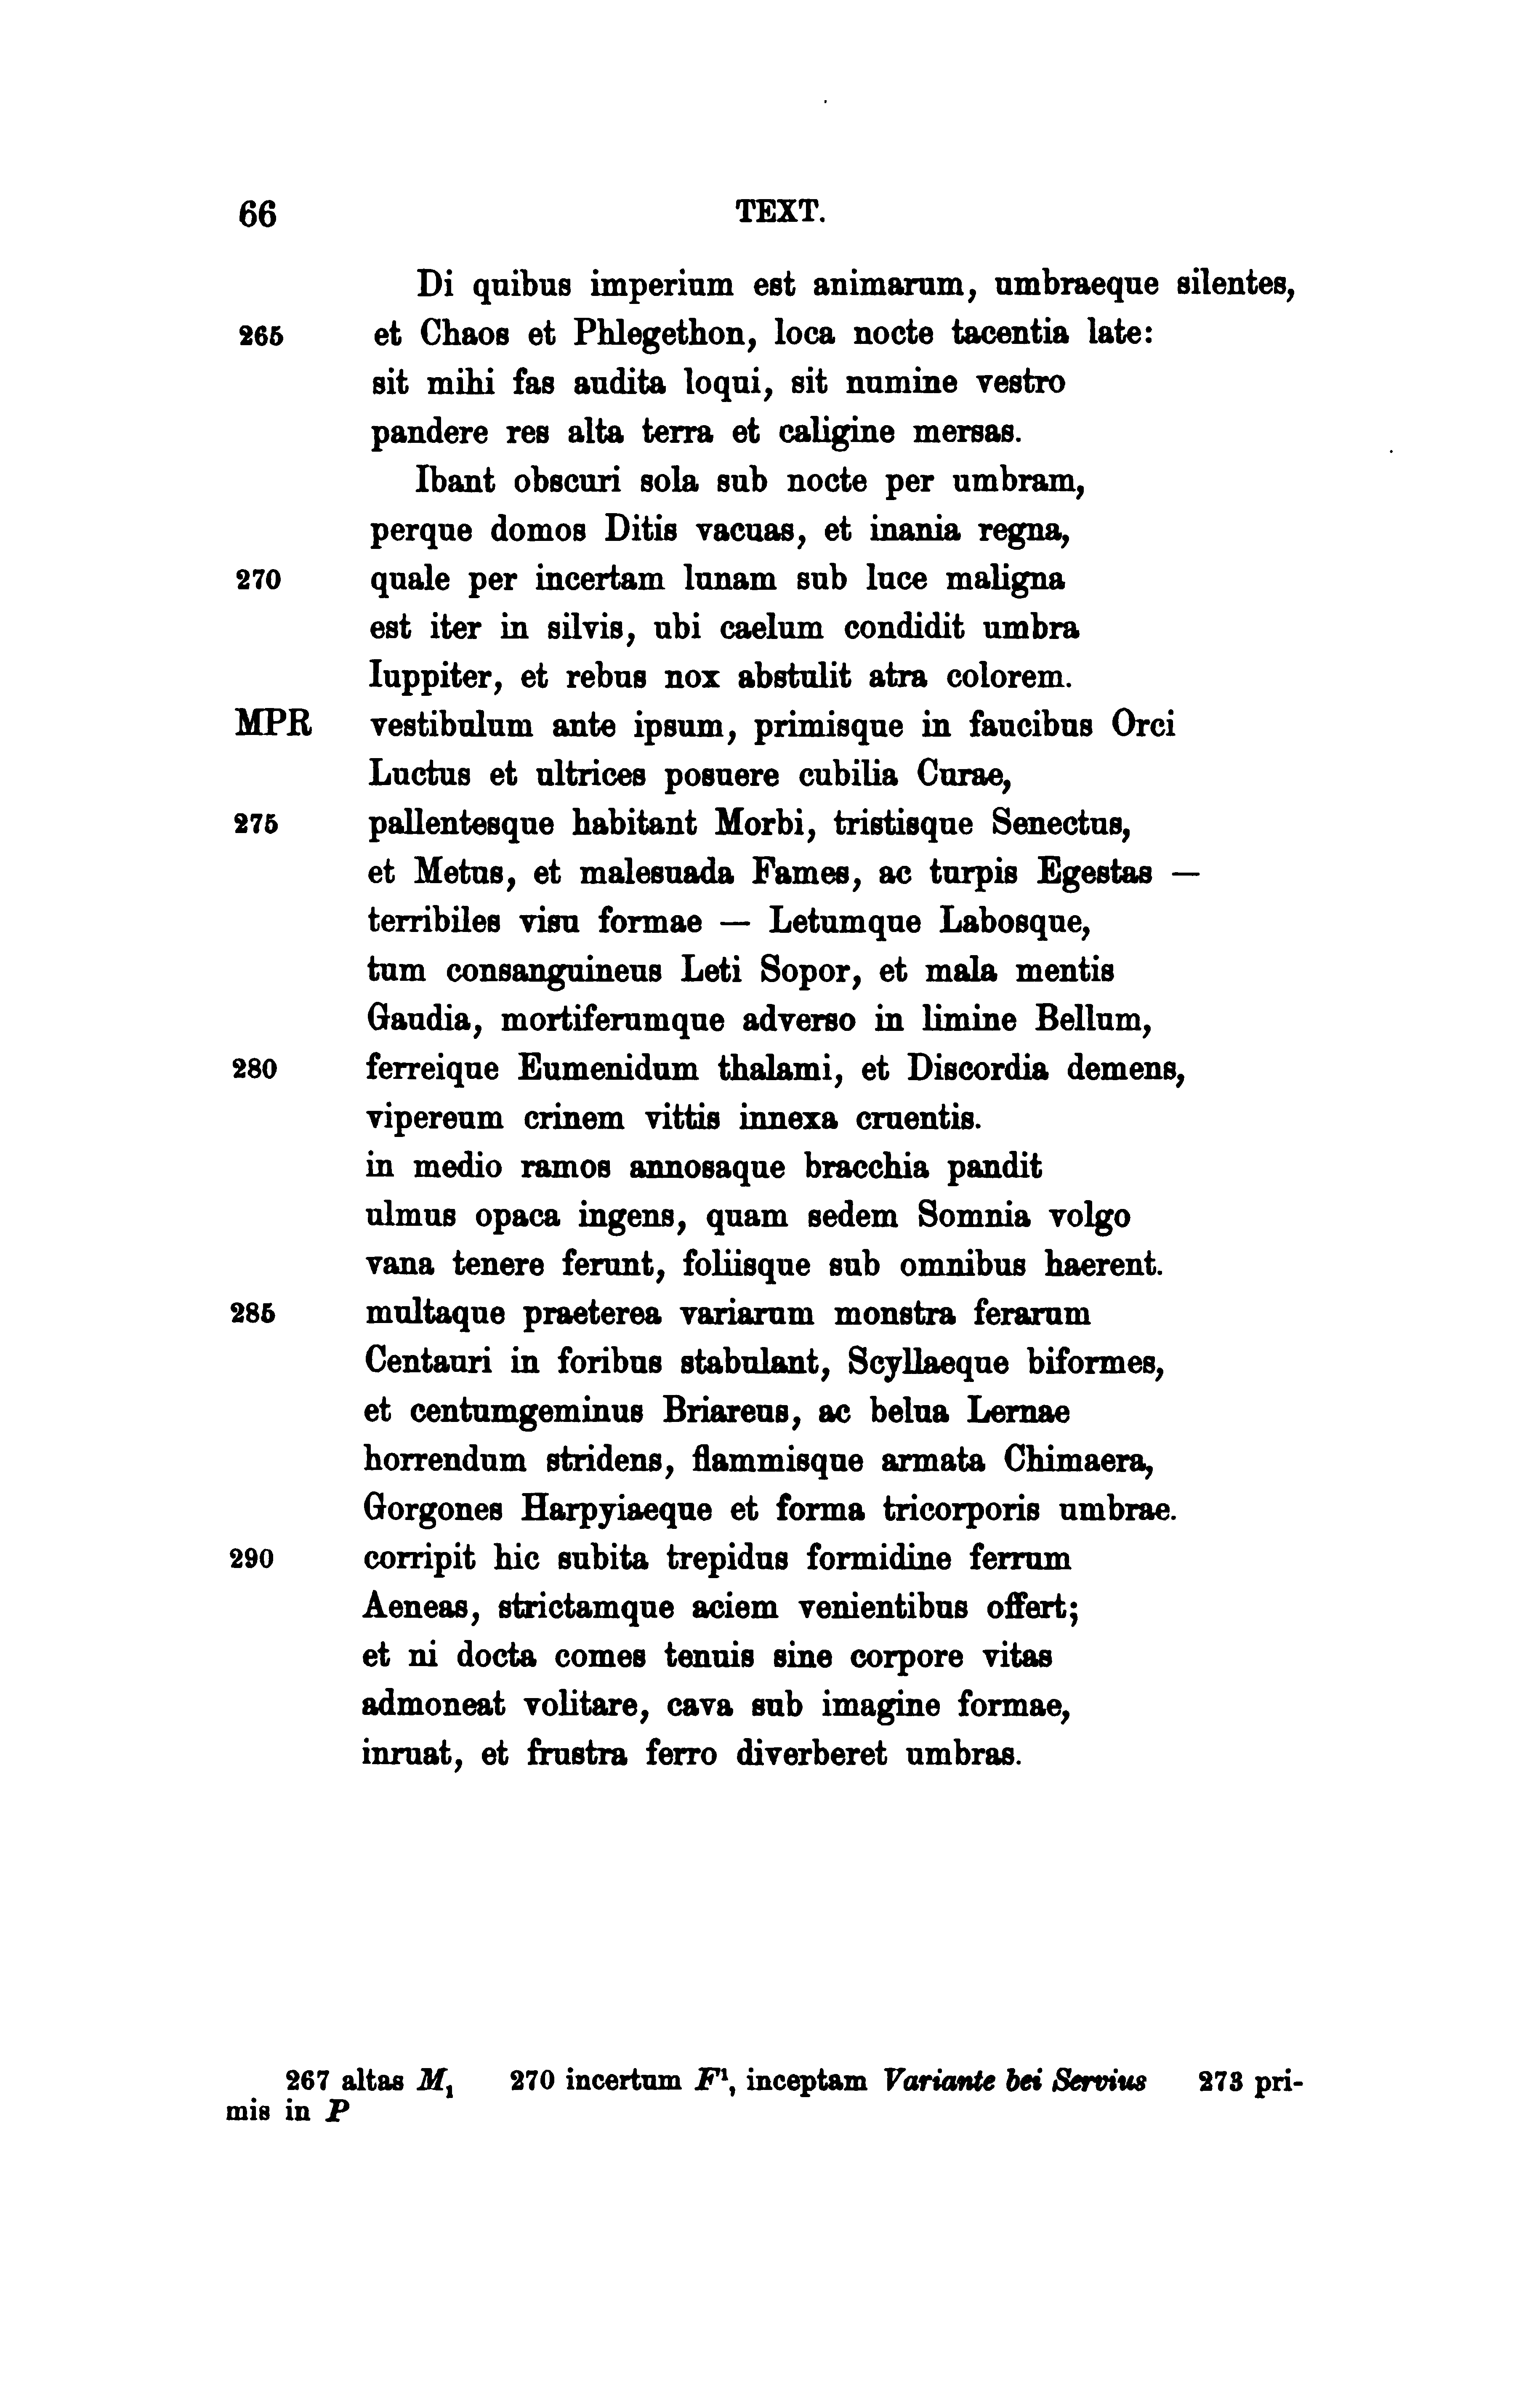 66 TEXT.
Di quibus imperium est animarum, umbraeque silentes,
265 et Chaos et Phlegethon, loca nocte tacentia late:
sit mihi fas audita loqui, sit numine vestro
pandere res alta terra et caligine mersas.
Ibant obscuri sola sub nocte per umbram,
perque domos Ditis vacuas, et inania regna,
270 quale per incertam lunam sub luce maligna
est iter in silvis, ubi caelum condidit umbra
Iuppiter, et rebus nox abstulit atra colorem.
MPR vestibulum ante ipsum, primisque in faucibus Orci
Luctus et ultrices posuere cubilia Curae,
275 pallentesque habitant Morbi, tristisque Senectus,
et Metus, et malesuada Fames, ac turpis Egestas —
terribiles visu formae — Letumque Labosque,
tum consanguineus Leti Sopor, et mala mentis
Gaudia, mortiferumque adverso in limine Bellum,
280 ferreique Eumenidum thalami, et Discordia demens,
vipereum crinem vittis innexa cruentis.
in medio ramos annosaque bracchia pandit
ulmus opaca ingens, quam sedem Somnia volgo
vana tenere ferunt, foliisque sub omnibus haerent.
285 multaque praeterea variarum monstra ferarum
Centauri in foribus stabulant, Scyllaeque biformes,
et centumgeminus Briareus, ac belua Lernae
horrendum stridens, flammisque armata Chimaera,
Gorgones Harpyiaeque et forma tricorporis umbrae.
290 corripit hic subita trepidus formidine ferrum
Aeneas, strictamque aciem venientibus offert;
et ni docta comes tenuis sine corpore vitas
admoneat volitare, cava sub imagine formae,
inruat, et frustra ferro diverberet umbras.
267 altas M₁ 270 incertum F¹, inceptam Variante bei Servius 273 pri-
mis in P